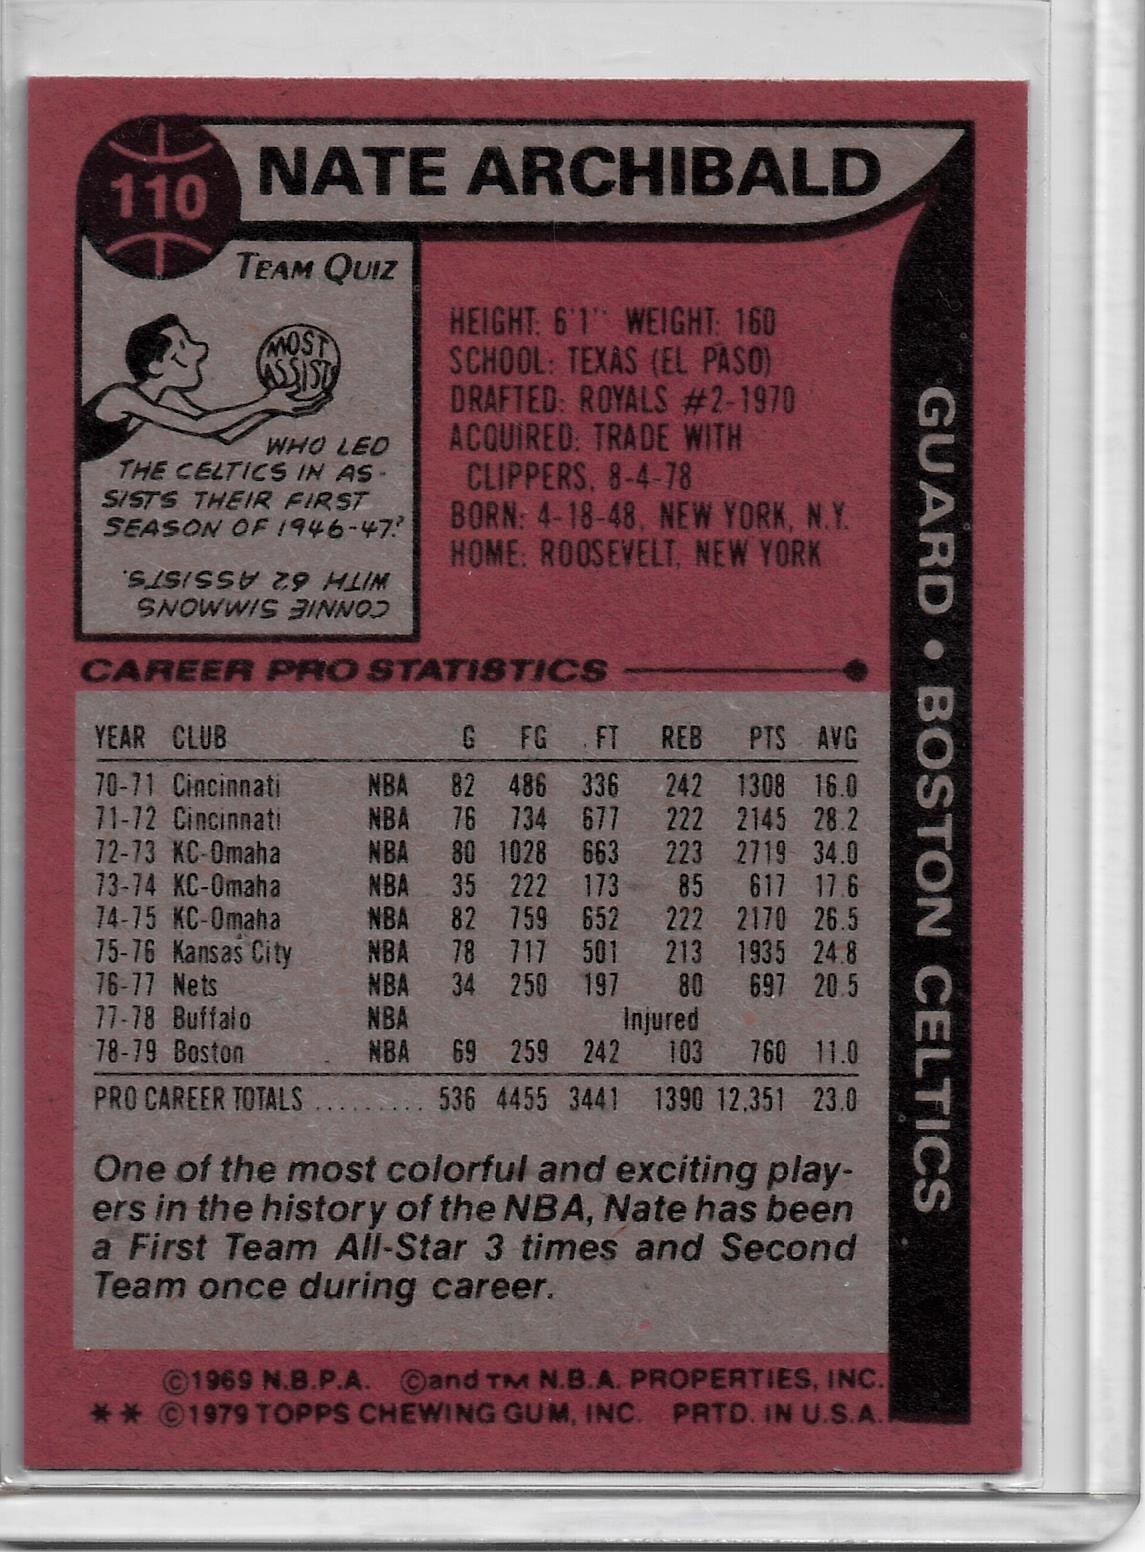 110
NATE ARCHIBALD
TEAM QUIZ
MOST
ASSISTS
WHO LED
THE CELTICS IN AS-
SISTS THEIR FIRST
SEASON OF 1946-47?
CONNIE SIMMONS
WITH 62 ASSISTS.
HEIGHT: 6'1" WEIGHT: 160
SCHOOL: TEXAS (EL PASO)
DRAFTED: ROYALS #2-1970
ACQUIRED: TRADE WITH
CLIPPERS, 8-4-78
BORN: 4-18-48, NEW YORK, N.Y.
HOME: ROOSEVELT, NEW YORK
GUARD • BOSTON CELTICS
CAREER PRO STATISTICS
YEAR CLUB G FG FT REB PTS AVG
70-71 Cincinnati NBA 82 486 336 242 1308 16.0
71-72 Cincinnati NBA 76 734 677 222 2145 28.2
72-73 KC-Omaha NBA 80 1028 663 223 2719 34.0
73-74 KC-Omaha NBA 35 222 173 85 617 17.6
74-75 KC-Omaha NBA 82 759 652 222 2170 26.5
75-76 Kansas City NBA 78 717 501 213 1935 24.8
76-77 Nets NBA 34 250 197 80 697 20.5
77-78 Buffalo NBA Injured
78-79 Boston NBA 69 259 242 103 760 11.0
PRO CAREER TOTALS ......... 536 4455 3441 1390 12,351 23.0
One of the most colorful and exciting play-
ers in the history of the NBA, Nate has been
a First Team All-Star 3 times and Second
Team once during career.
©1969 N.B.P.A. ©and TM N.B.A. PROPERTIES, INC.
** ©1979 TOPPS CHEWING GUM, INC. PRTD. IN U.S.A.